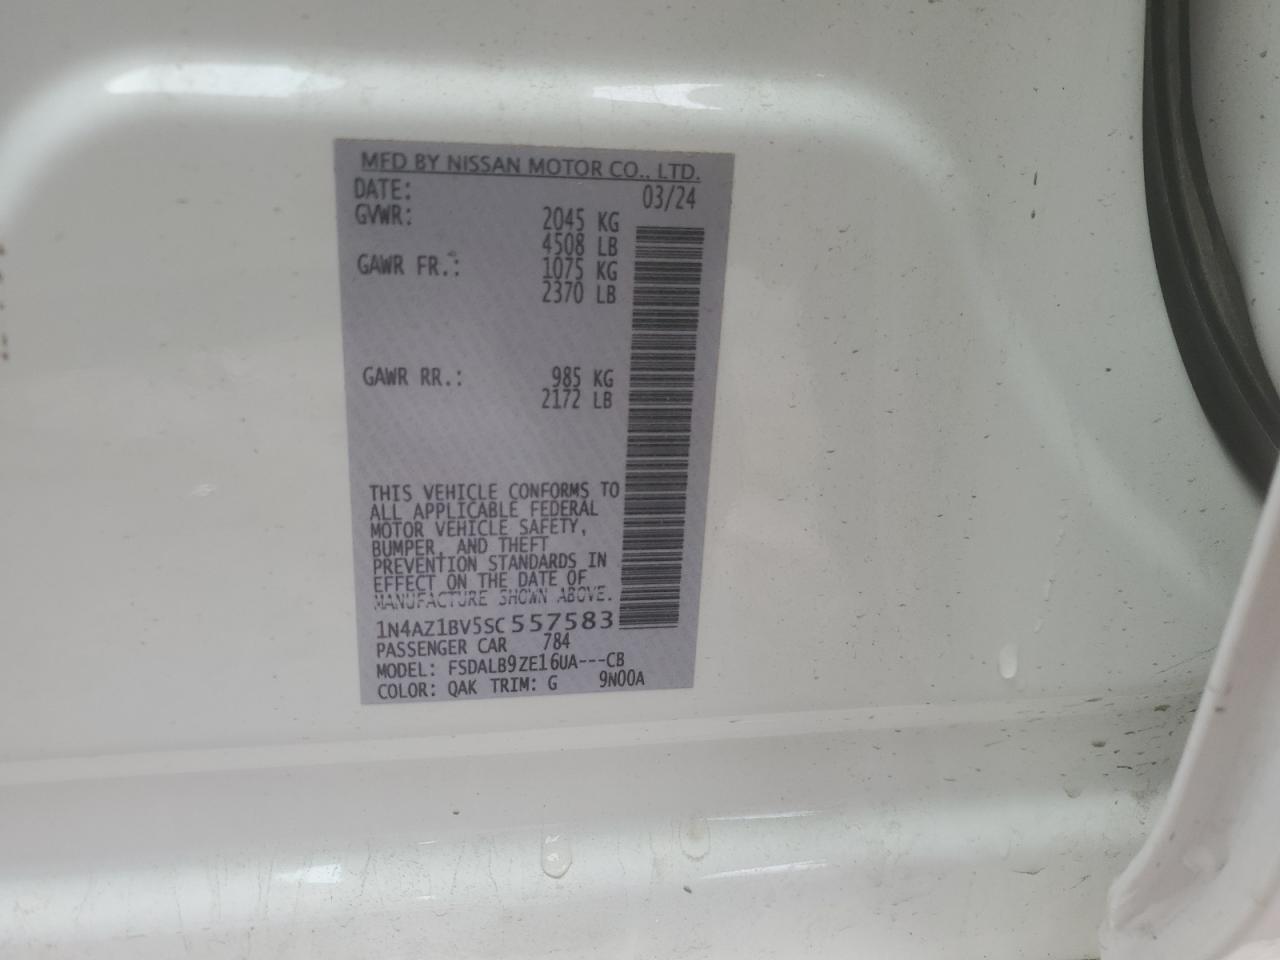 MFD BY NISSAN MOTOR CO., LTD.
DATE: 03/24
GVWR: 2045 KG
4508 LB
GAWR FR.: 1075 KG
2370 LB
GAWR RR.: 985 KG
2172 LB
THIS VEHICLE CONFORMS TO
ALL APPLICABLE FEDERAL
MOTOR VEHICLE SAFETY,
BUMPER, AND THEFT
PREVENTION STANDARDS IN
EFFECT ON THE DATE OF
MANUFACTURE SHOWN ABOVE.
1N4AZ1BV5SC557583
PASSENGER CAR 784
MODEL: FSDALB9ZE16UA---CB
COLOR: QAK TRIM: G 9N00A